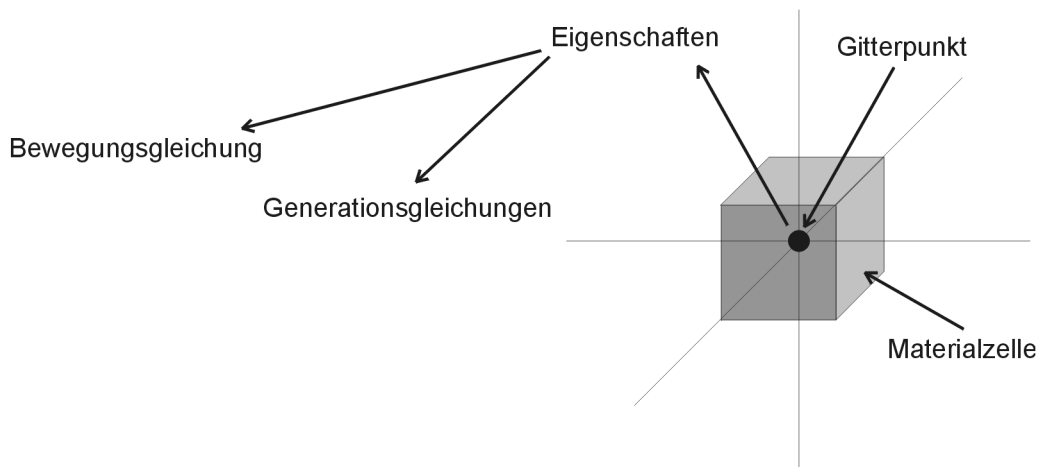 Eigenschaften
Gitterpunkt
Bewegungsgleichung
Generationsgleichungen
Materialzelle